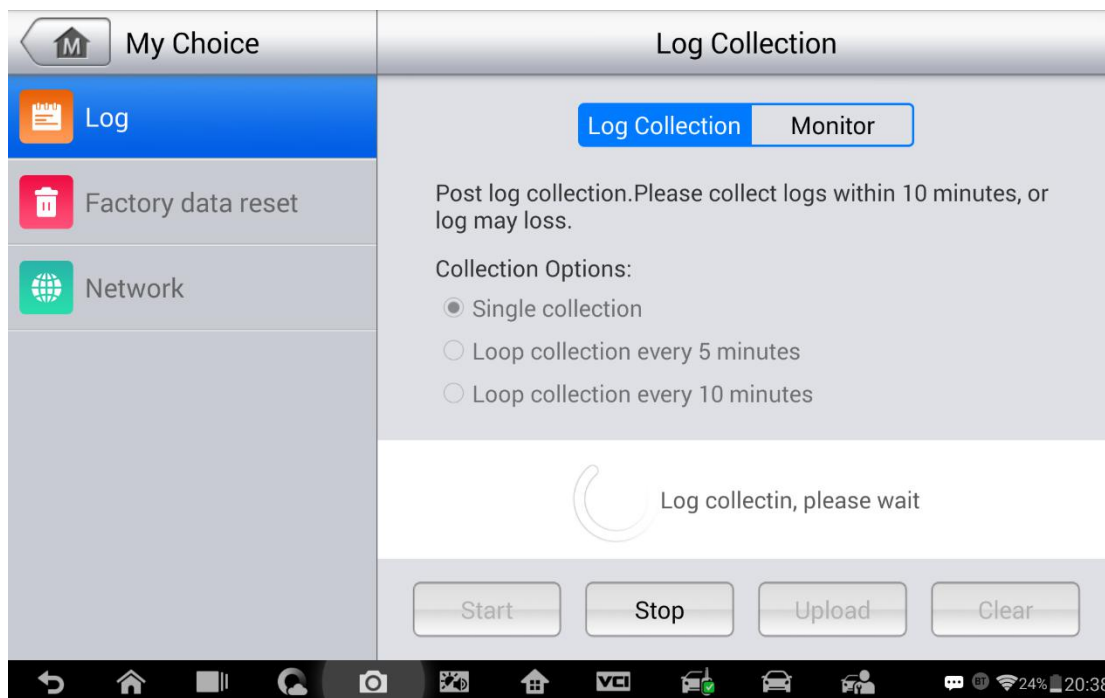 M My Choice
Log Collection
Log
Factory data reset
Network
Log Collection Monitor
Post log collection.Please collect logs within 10 minutes, or
log may loss.
Collection Options:
Single collection
Loop collection every 5 minutes
Loop collection every 10 minutes
Log collectin, please wait
Start Stop Upload Clear
VCI BT 24% 20:38